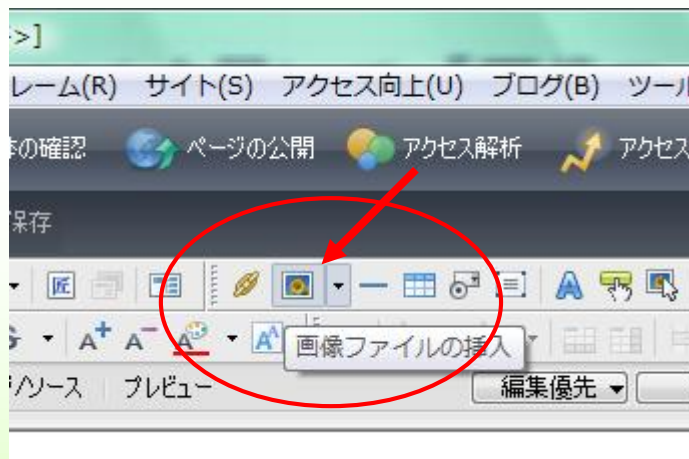 >]
レーム(R) サイト(S) アクセス向上(U) ブログ(B) ツール
の確認 ページの公開 アクセス解析 アクセス
保存
匠
A+ A- A A A
画像ファイルの挿入
ソース プレビュー 編集優先